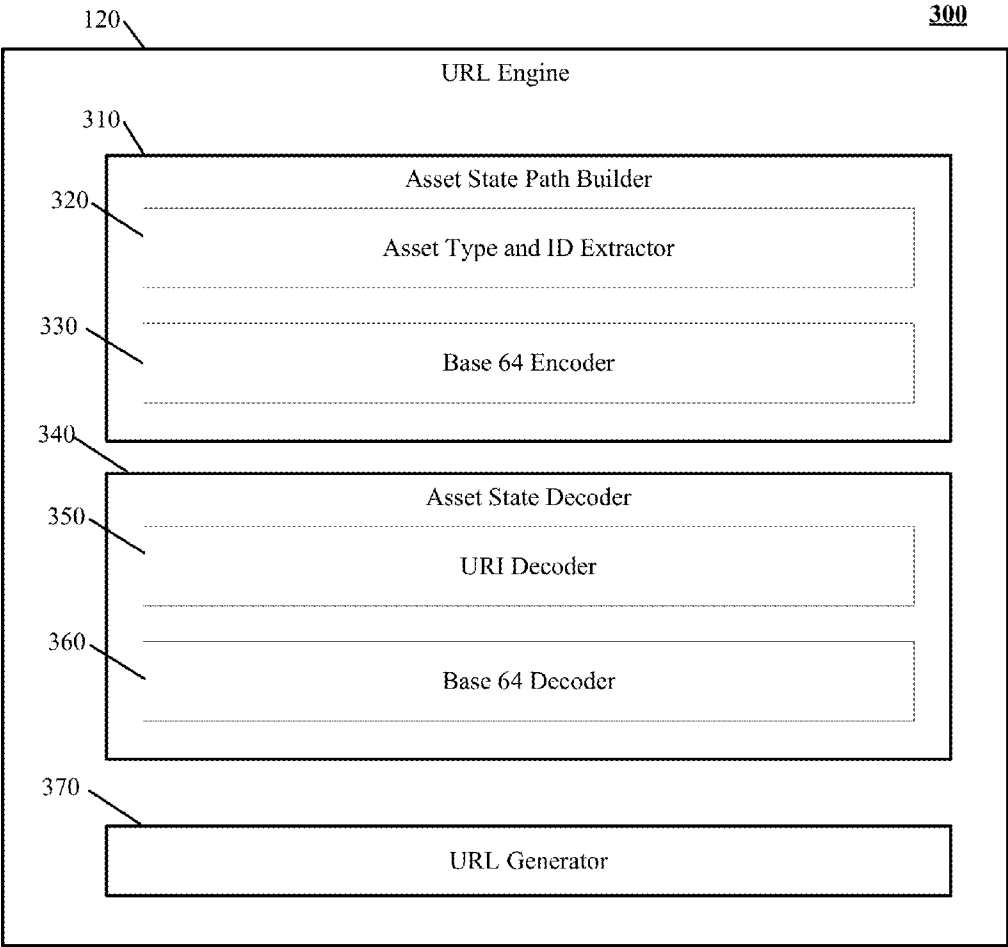 300
120
URL Engine
310
Asset State Path Builder
320
Asset Type and ID Extractor
330
Base 64 Encoder
340
Asset State Decoder
350
URI Decoder
360
Base 64 Decoder
370
URL Generator